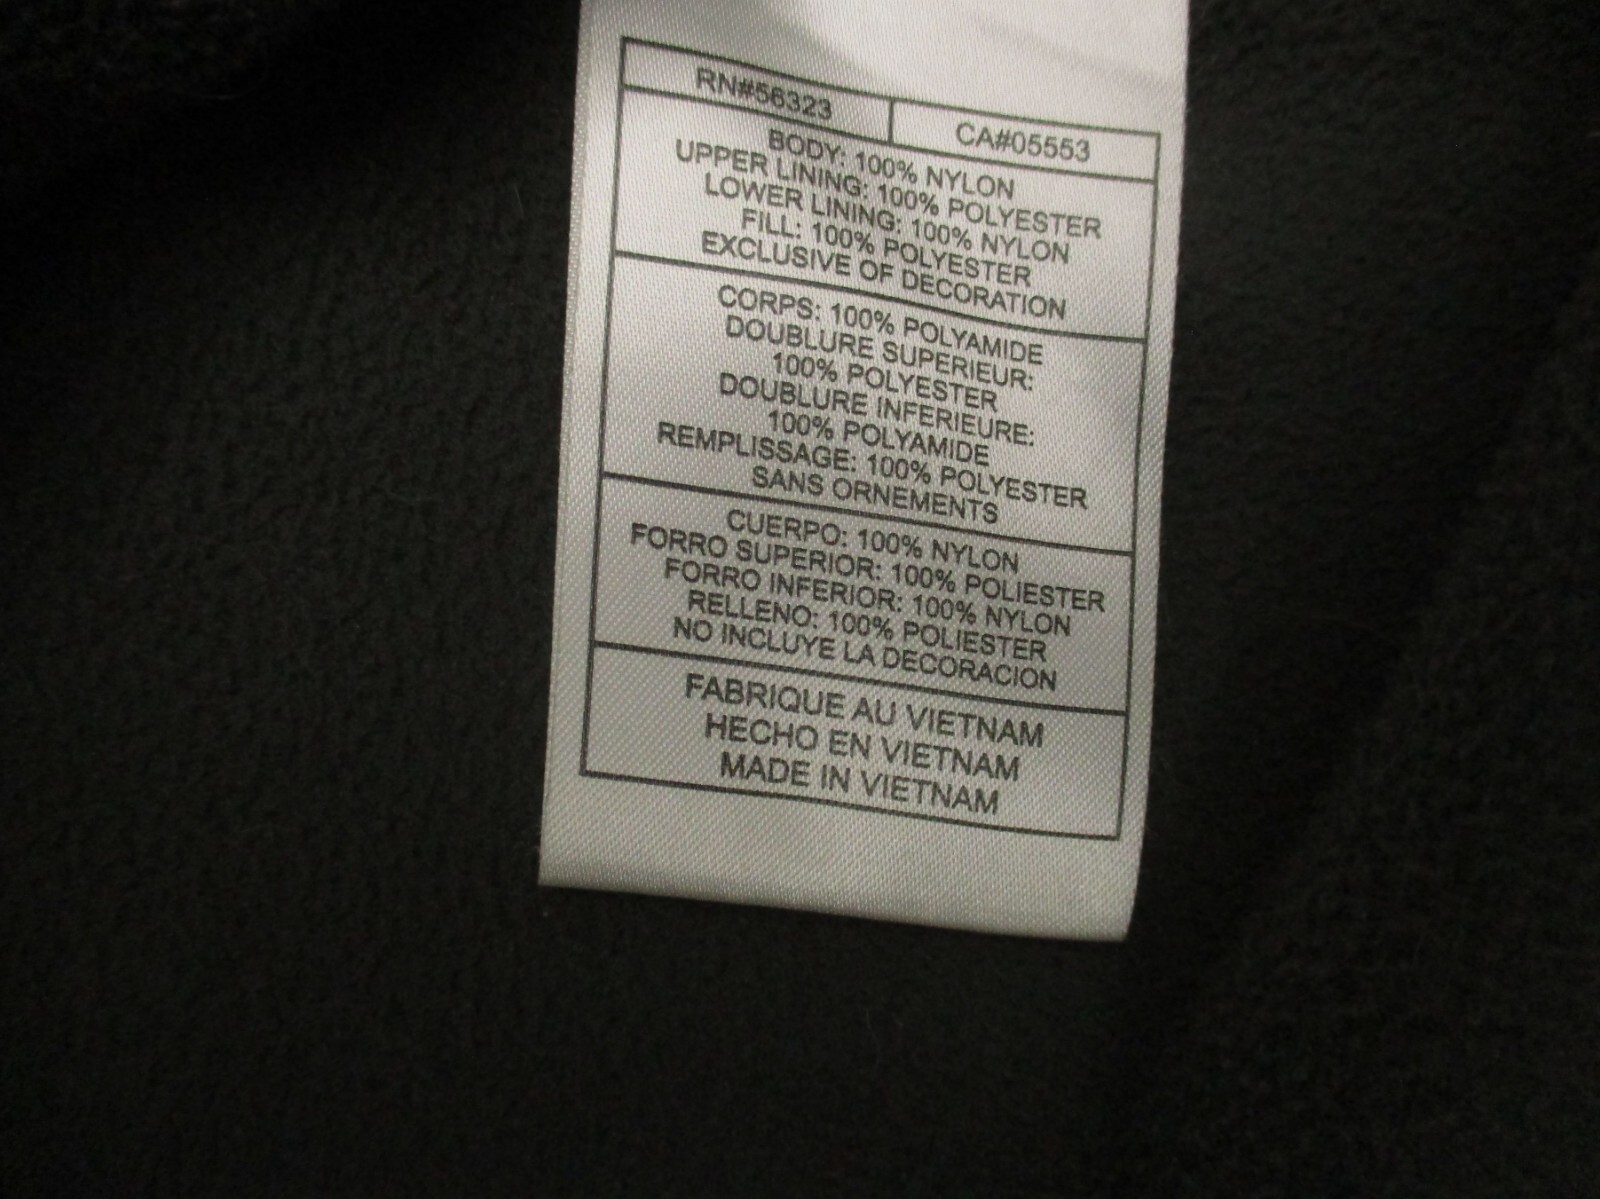 RN#56323
CA#05553
BODY: 100% NYLON
UPPER LINING: 100% POLYESTER
LOWER LINING: 100% NYLON
FILL: 100% POLYESTER
EXCLUSIVE OF DECORATION
CORPS: 100% POLYAMIDE
DOUBLURE SUPERIEUR:
100% POLYESTER
DOUBLURE INFERIEURE:
100% POLYAMIDE
REMPLISSAGE: 100% POLYESTER
SANS ORNEMENTS
CUERPO: 100% NYLON
FORRO SUPERIOR: 100% POLIESTER
FORRO INFERIOR: 100% NYLON
RELLENO: 100% POLIESTER
NO INCLUYE LA DECORACION
FABRIQUE AU VIETNAM
HECHO EN VIETNAM
MADE IN VIETNAM